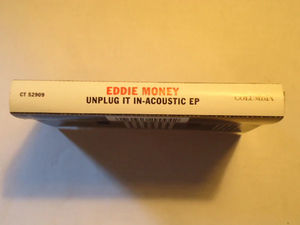 CT 52909
EDDIE MONEY
UNPLUG IT IN-ACOUSTIC EP
COLUMBIA